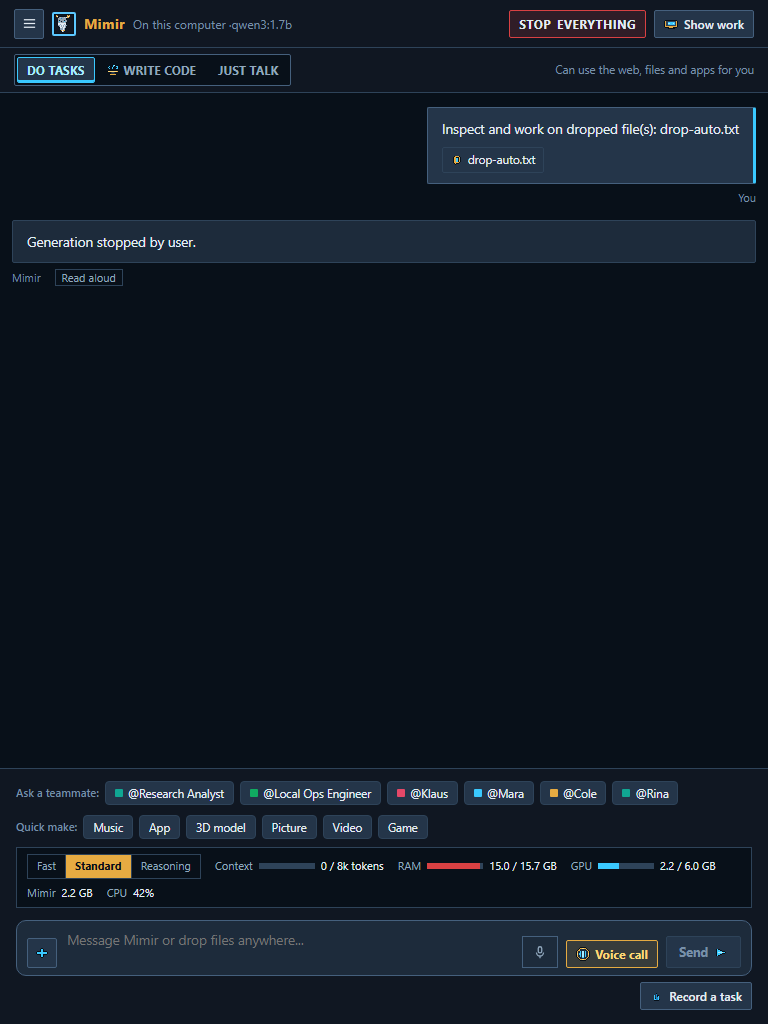 Mimir On this computer ·qwen3:1.7b STOP EVERYTHING Show work
DO TASKS WRITE CODE JUST TALK Can use the web, files and apps for you
Inspect and work on dropped file(s): drop-auto.txt
drop-auto.txt
You
Generation stopped by user.
Mimir Read aloud
Ask a teammate: @Research Analyst @Local Ops Engineer @Klaus @Mara @Cole @Rina
Quick make: Music App 3D model Picture Video Game
Fast Standard Reasoning Context 0 / 8k tokens RAM 15.0 / 15.7 GB GPU 2.2 / 6.0 GB
Mimir 2.2 GB CPU 42%
Message Mimir or drop files anywhere...
Voice call Send
Record a task